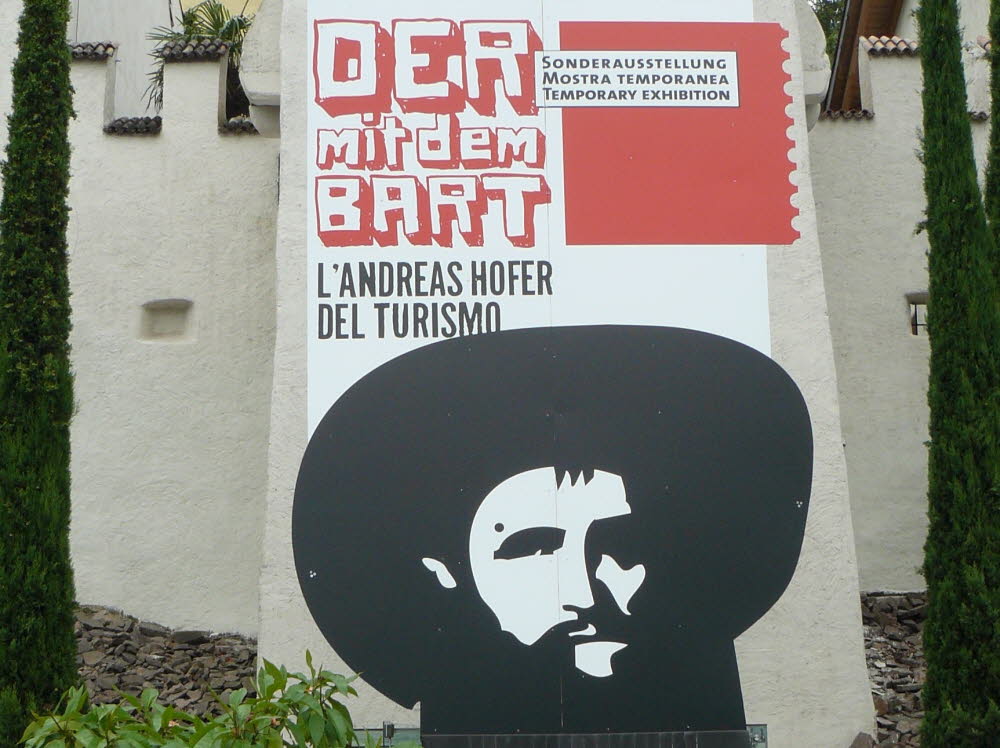 DER
mit dem
BART
SONDERAUSSTELLUNG
MOSTRA TEMPORANEA
TEMPORARY EXHIBITION
L'ANDREAS HOFER
DEL TURISMO